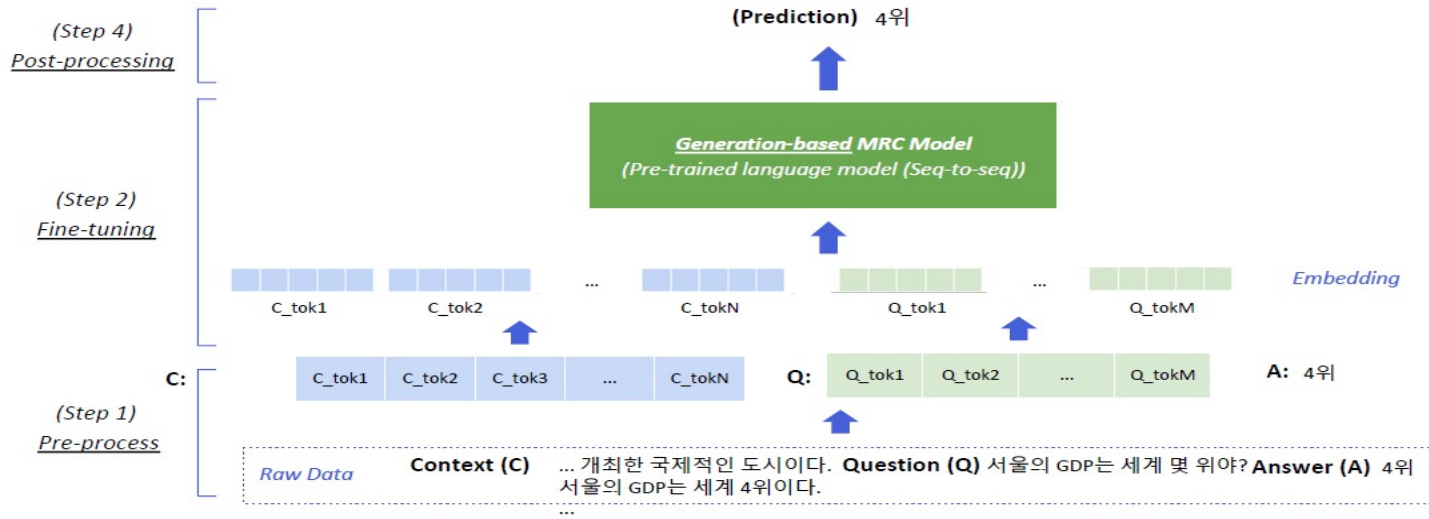 (Prediction) 4위
(Step 4)
Post-processing
Generation-based MRC Model
(Pre-trained language model (Seq-to-seq))
(Step 2)
Fine-tuning
... ... Embedding
C_tok1 C_tok2 C_tokN Q_tok1 Q_tokM
C: C_tok1 C_tok2 C_tok3 ... C_tokN Q: Q_tok1 Q_tok2 ... Q_tokM A: 4위
(Step 1)
Pre-process
Raw Data Context (C) ... 개최한 국제적인 도시이다. Question (Q) 서울의 GDP는 세계 몇 위야? Answer (A) 4위
서울의 GDP는 세계 4위이다.
...